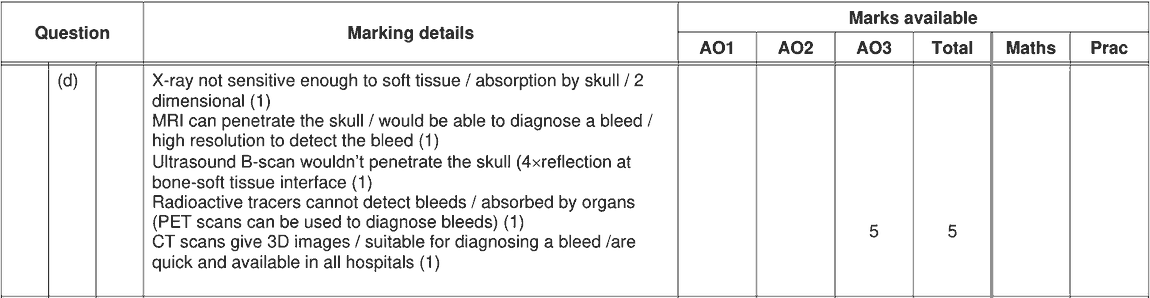 Question Marking details Marks available
AO1 AO2 AO3 Total Maths Prac
(d) X-ray not sensitive enough to soft tissue / absorption by skull / 2
dimensional (1)
MRI can penetrate the skull / would be able to diagnose a bleed /
high resolution to detect the bleed (1)
Ultrasound B-scan wouldn't penetrate the skull (4×reflection at
bone-soft tissue interface (1)
Radioactive tracers cannot detect bleeds / absorbed by organs
(PET scans can be used to diagnose bleeds) (1)
CT scans give 3D images / suitable for diagnosing a bleed /are
quick and available in all hospitals (1)
5 5